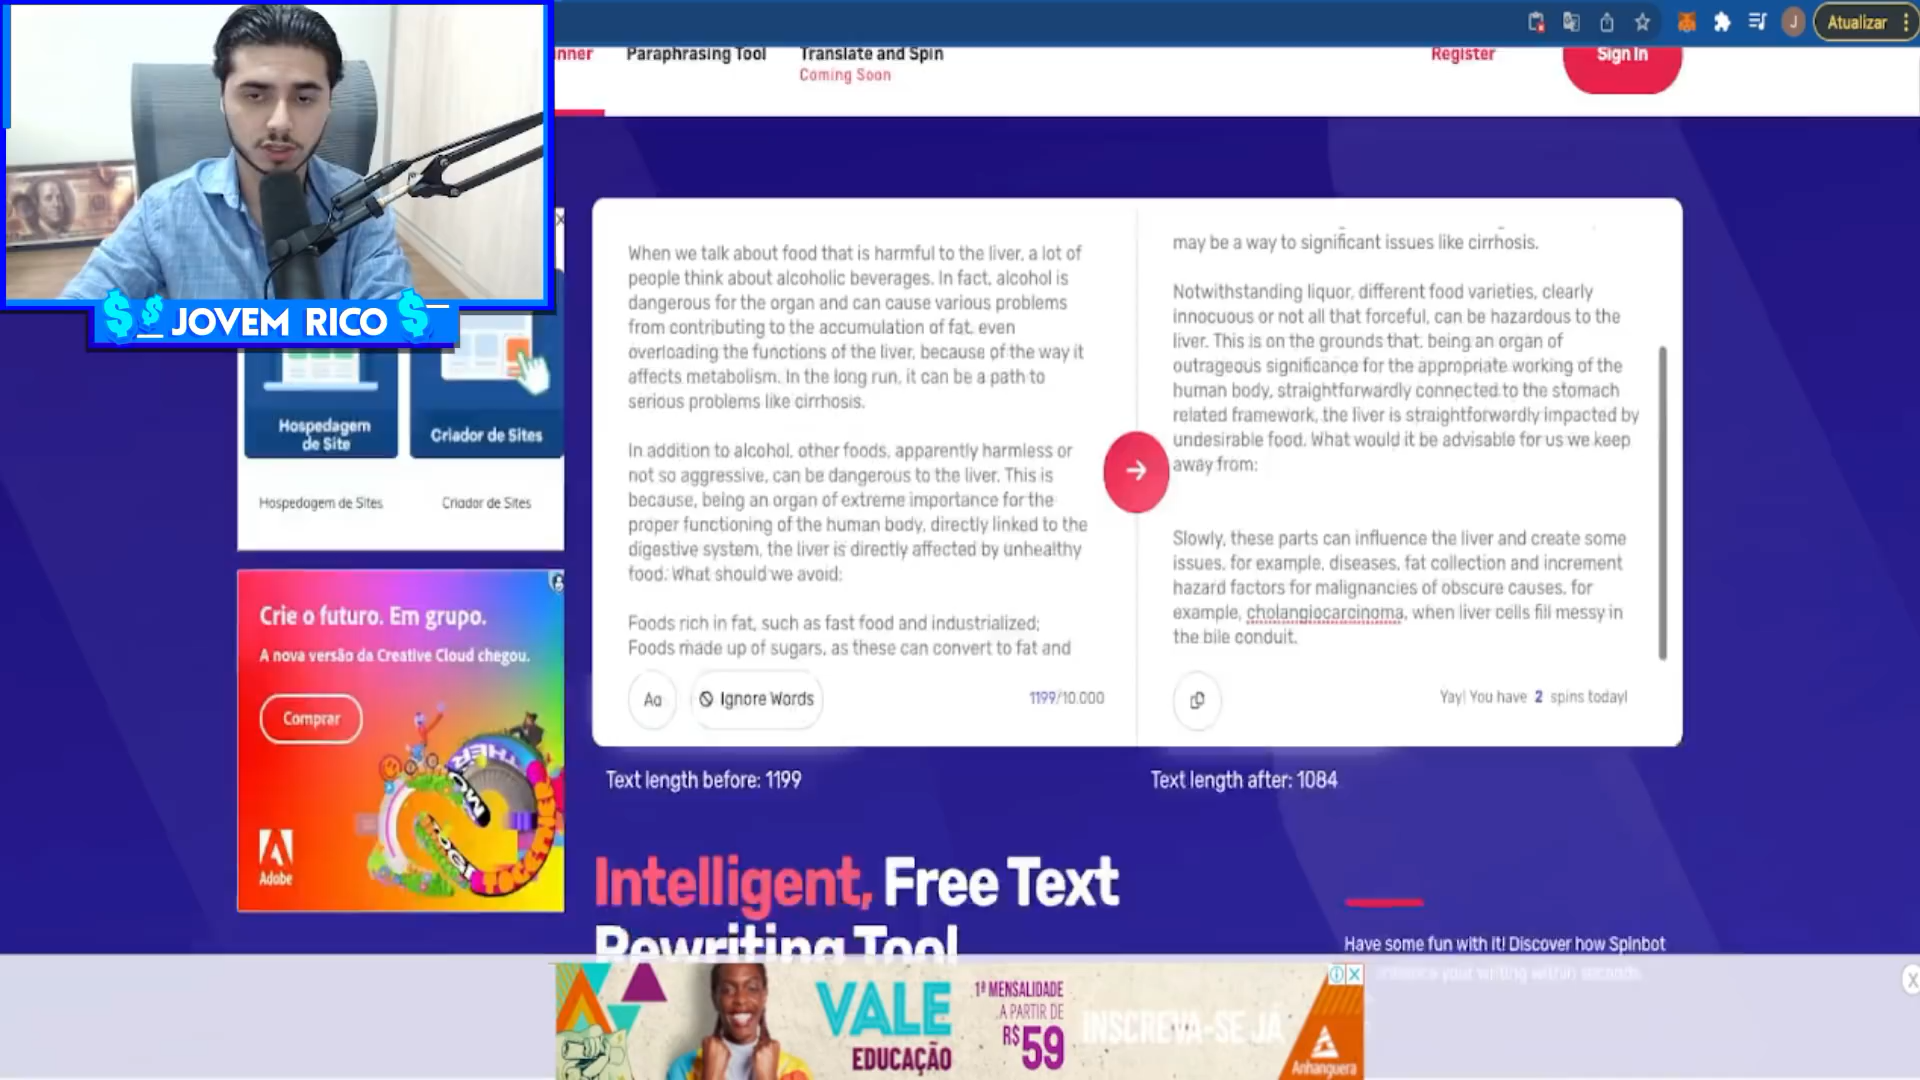 Atualizar
J
nner
Paraphrasing Tool
Translate and Spin
Coming Soon
Register
Sign In
JOVEM RICO
Hospedagem
de Site
Criador de Sites
Hospedagem de Sites
Criador de Sites
Crie o futuro. Em grupo.
A nova versão da Creative Cloud chegou.
Comprar
Adobe
When we talk about food that is harmful to the liver, a lot of
people think about alcoholic beverages. In fact, alcohol is
dangerous for the organ and can cause various problems
from contributing to the accumulation of fat, even
overloading the functions of the liver, because of the way it
affects metabolism. In the long run, it can be a path to
serious problems like cirrhosis.
In addition to alcohol, other foods, apparently harmless or
not so aggressive, can be dangerous to the liver. This is
because, being an organ of extreme importance for the
proper functioning of the human body, directly linked to the
digestive system, the liver is directly affected by unhealthy
food. What should we avoid:
Foods rich in fat, such as fast food and industrialized;
Foods made up of sugars, as these can convert to fat and
Aa
Ignore Words
1199/10.000
may be a way to significant issues like cirrhosis.
Notwithstanding liquor, different food varieties, clearly
innocuous or not all that forceful, can be hazardous to the
liver. This is on the grounds that, being an organ of
outrageous significance for the appropriate working of the
human body, straightforwardly connected to the stomach
related framework, the liver is straightforwardly impacted by
undesirable food. What would it be advisable for us we keep
away from:
Slowly, these parts can influence the liver and create some
issues, for example, diseases, fat collection and increment
hazard factors for malignancies of obscure causes, for
example, cholangiocarcinoma, when liver cells fill messy in
the bile conduit.
Yay! You have 2 spins today!
Text length before: 1199
Text length after: 1084
Intelligent, Free Text
Rewriting Tool
Have some fun with it! Discover how Spinbot
VALE
EDUCAÇÃO
1ª MENSALIDADE
A PARTIR DE
R$59
INSCREVA-SE JÁ
Anhanguera